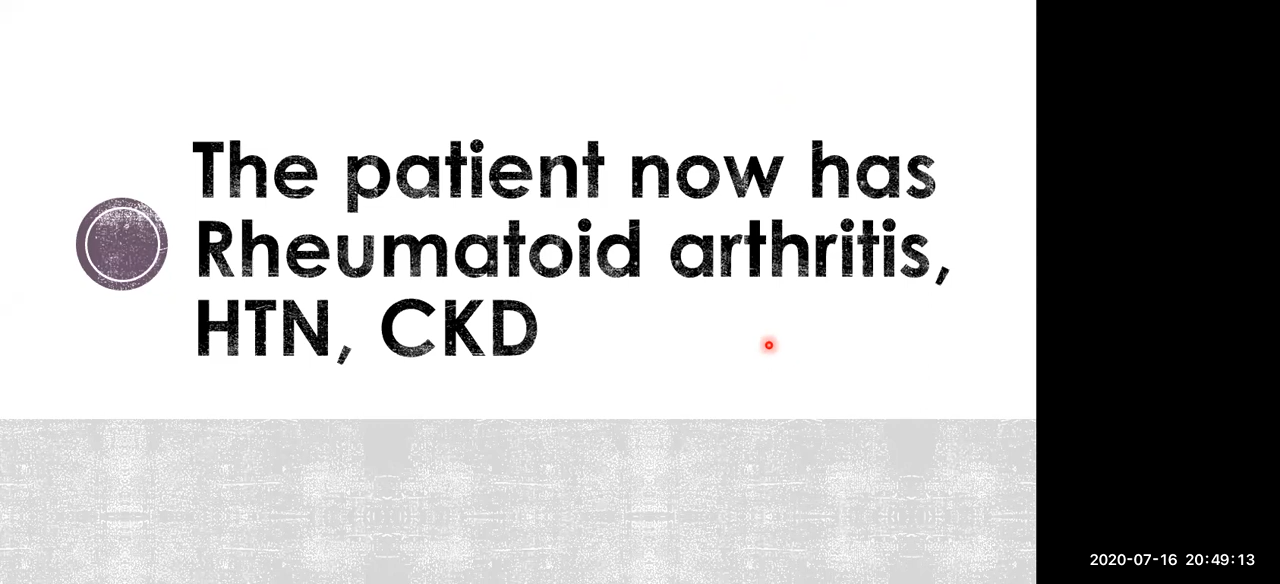 The patient now has
Rheumatoid arthritis,
HTN, CKD
2020-07-16 20:49:13